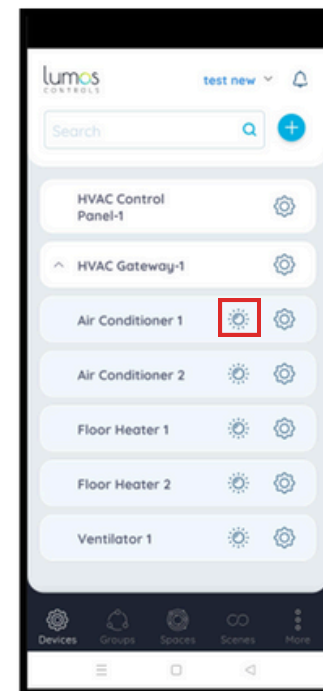 lumos
CONTROLS
test new
Search
HVAC Control
Panel-1
HVAC Gateway-1
Air Conditioner 1
Air Conditioner 2
Floor Heater 1
Floor Heater 2
Ventilator 1
Devices Groups Spaces Scenes More